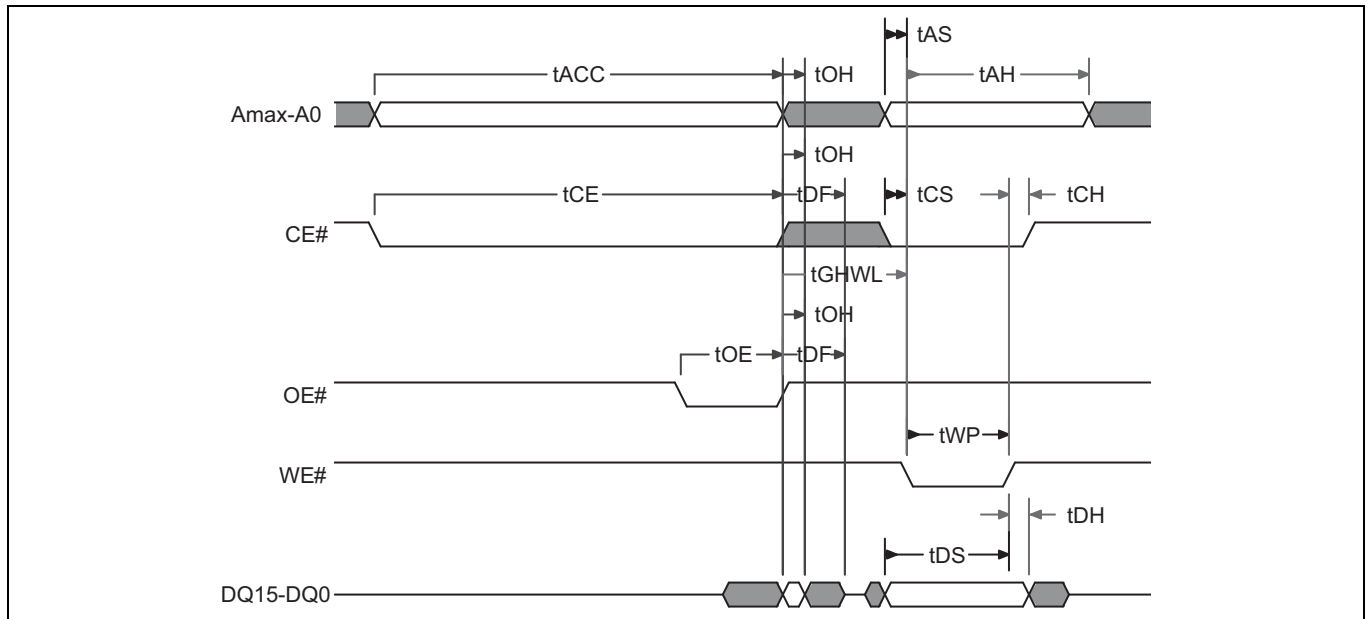 tAS
tACC tOH tAH
Amax-A0
tOH
tCE tDF tCS tCH
CE#
tGHWL
tOH
tOE tDF
OE#
tWP
WE#
tDH
tDS
DQ15-DQ0